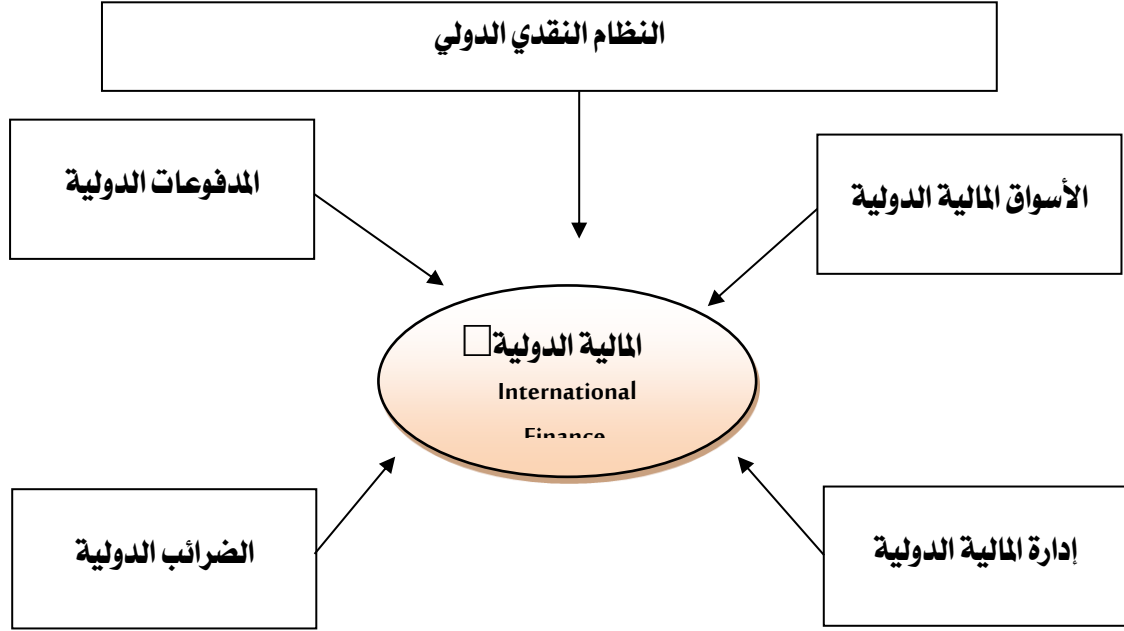 النظام النقدي الدولي
الأسواق المالية الدولية
المدفوعات الدولية
المالية الدولية
International
Finance
إدارة المالية الدولية
الضرائب الدولية